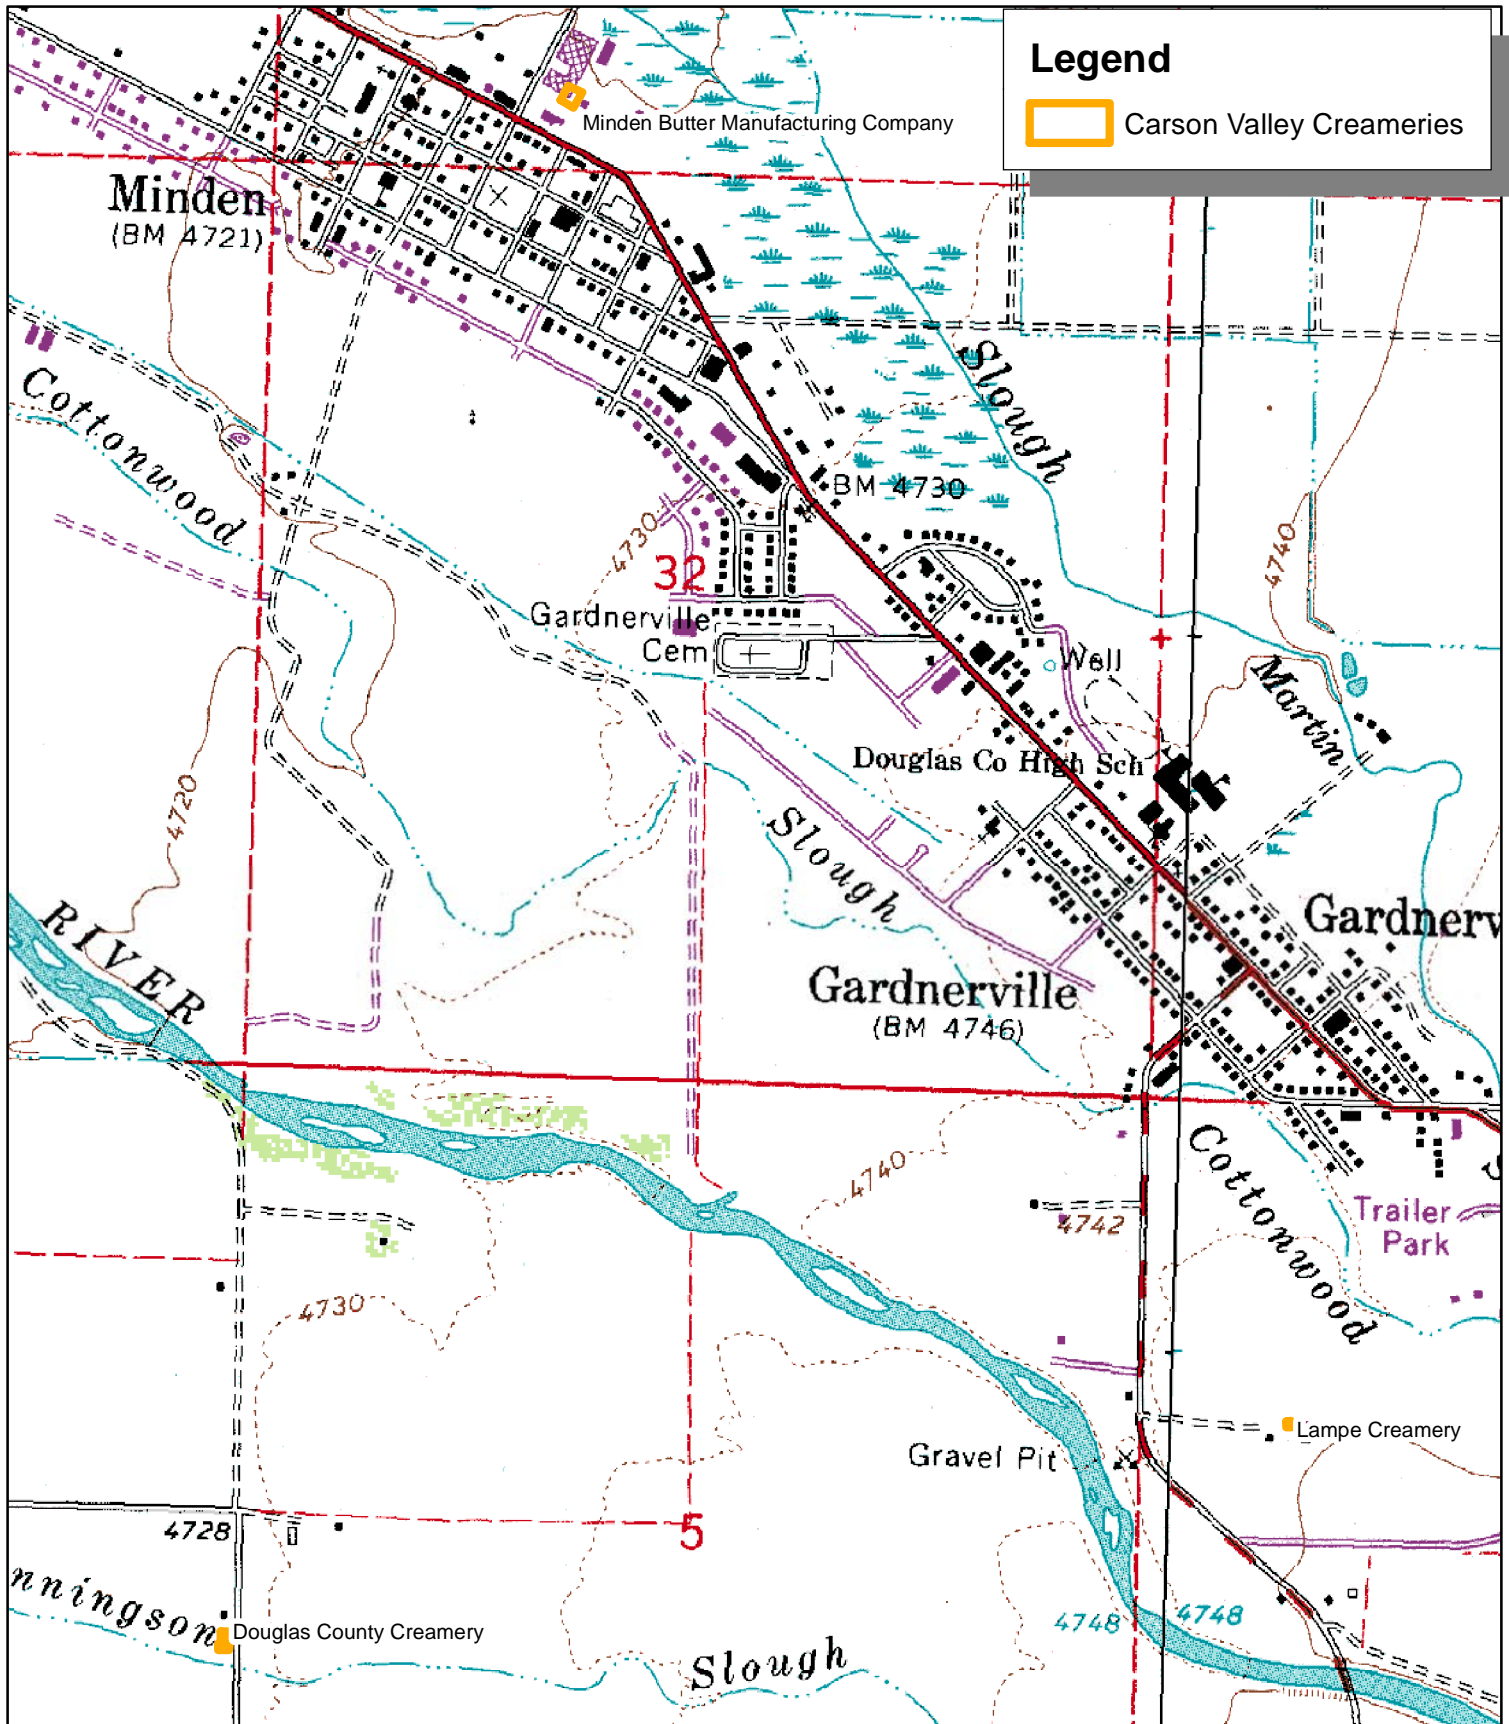 Legend
Carson Valley Creameries
Minden Butter Manufacturing Company
Minden
(BM 4721)
Slough
Cottonwood
BM 4730
4730
4740
32
Gardnerville
Cem
Well
Martin
Douglas Co High Sch
4720
Slough
RIVER
Gardnerv
Gardnerville
(BM 4746)
Cottonwood
4740
4742
Trailer
Park
4730
Lampe Creamery
Gravel Pit
5
4728
nningson
Douglas County Creamery
4748
4748
Slough